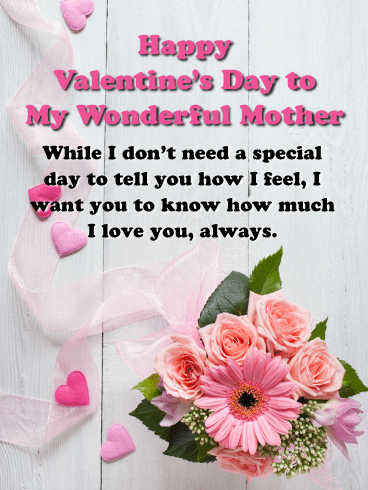 Happy
Valentine's Day to
My Wonderful Mother
While I don't need a special
day to tell you how I feel, I
want you to know how much
I love you, always.